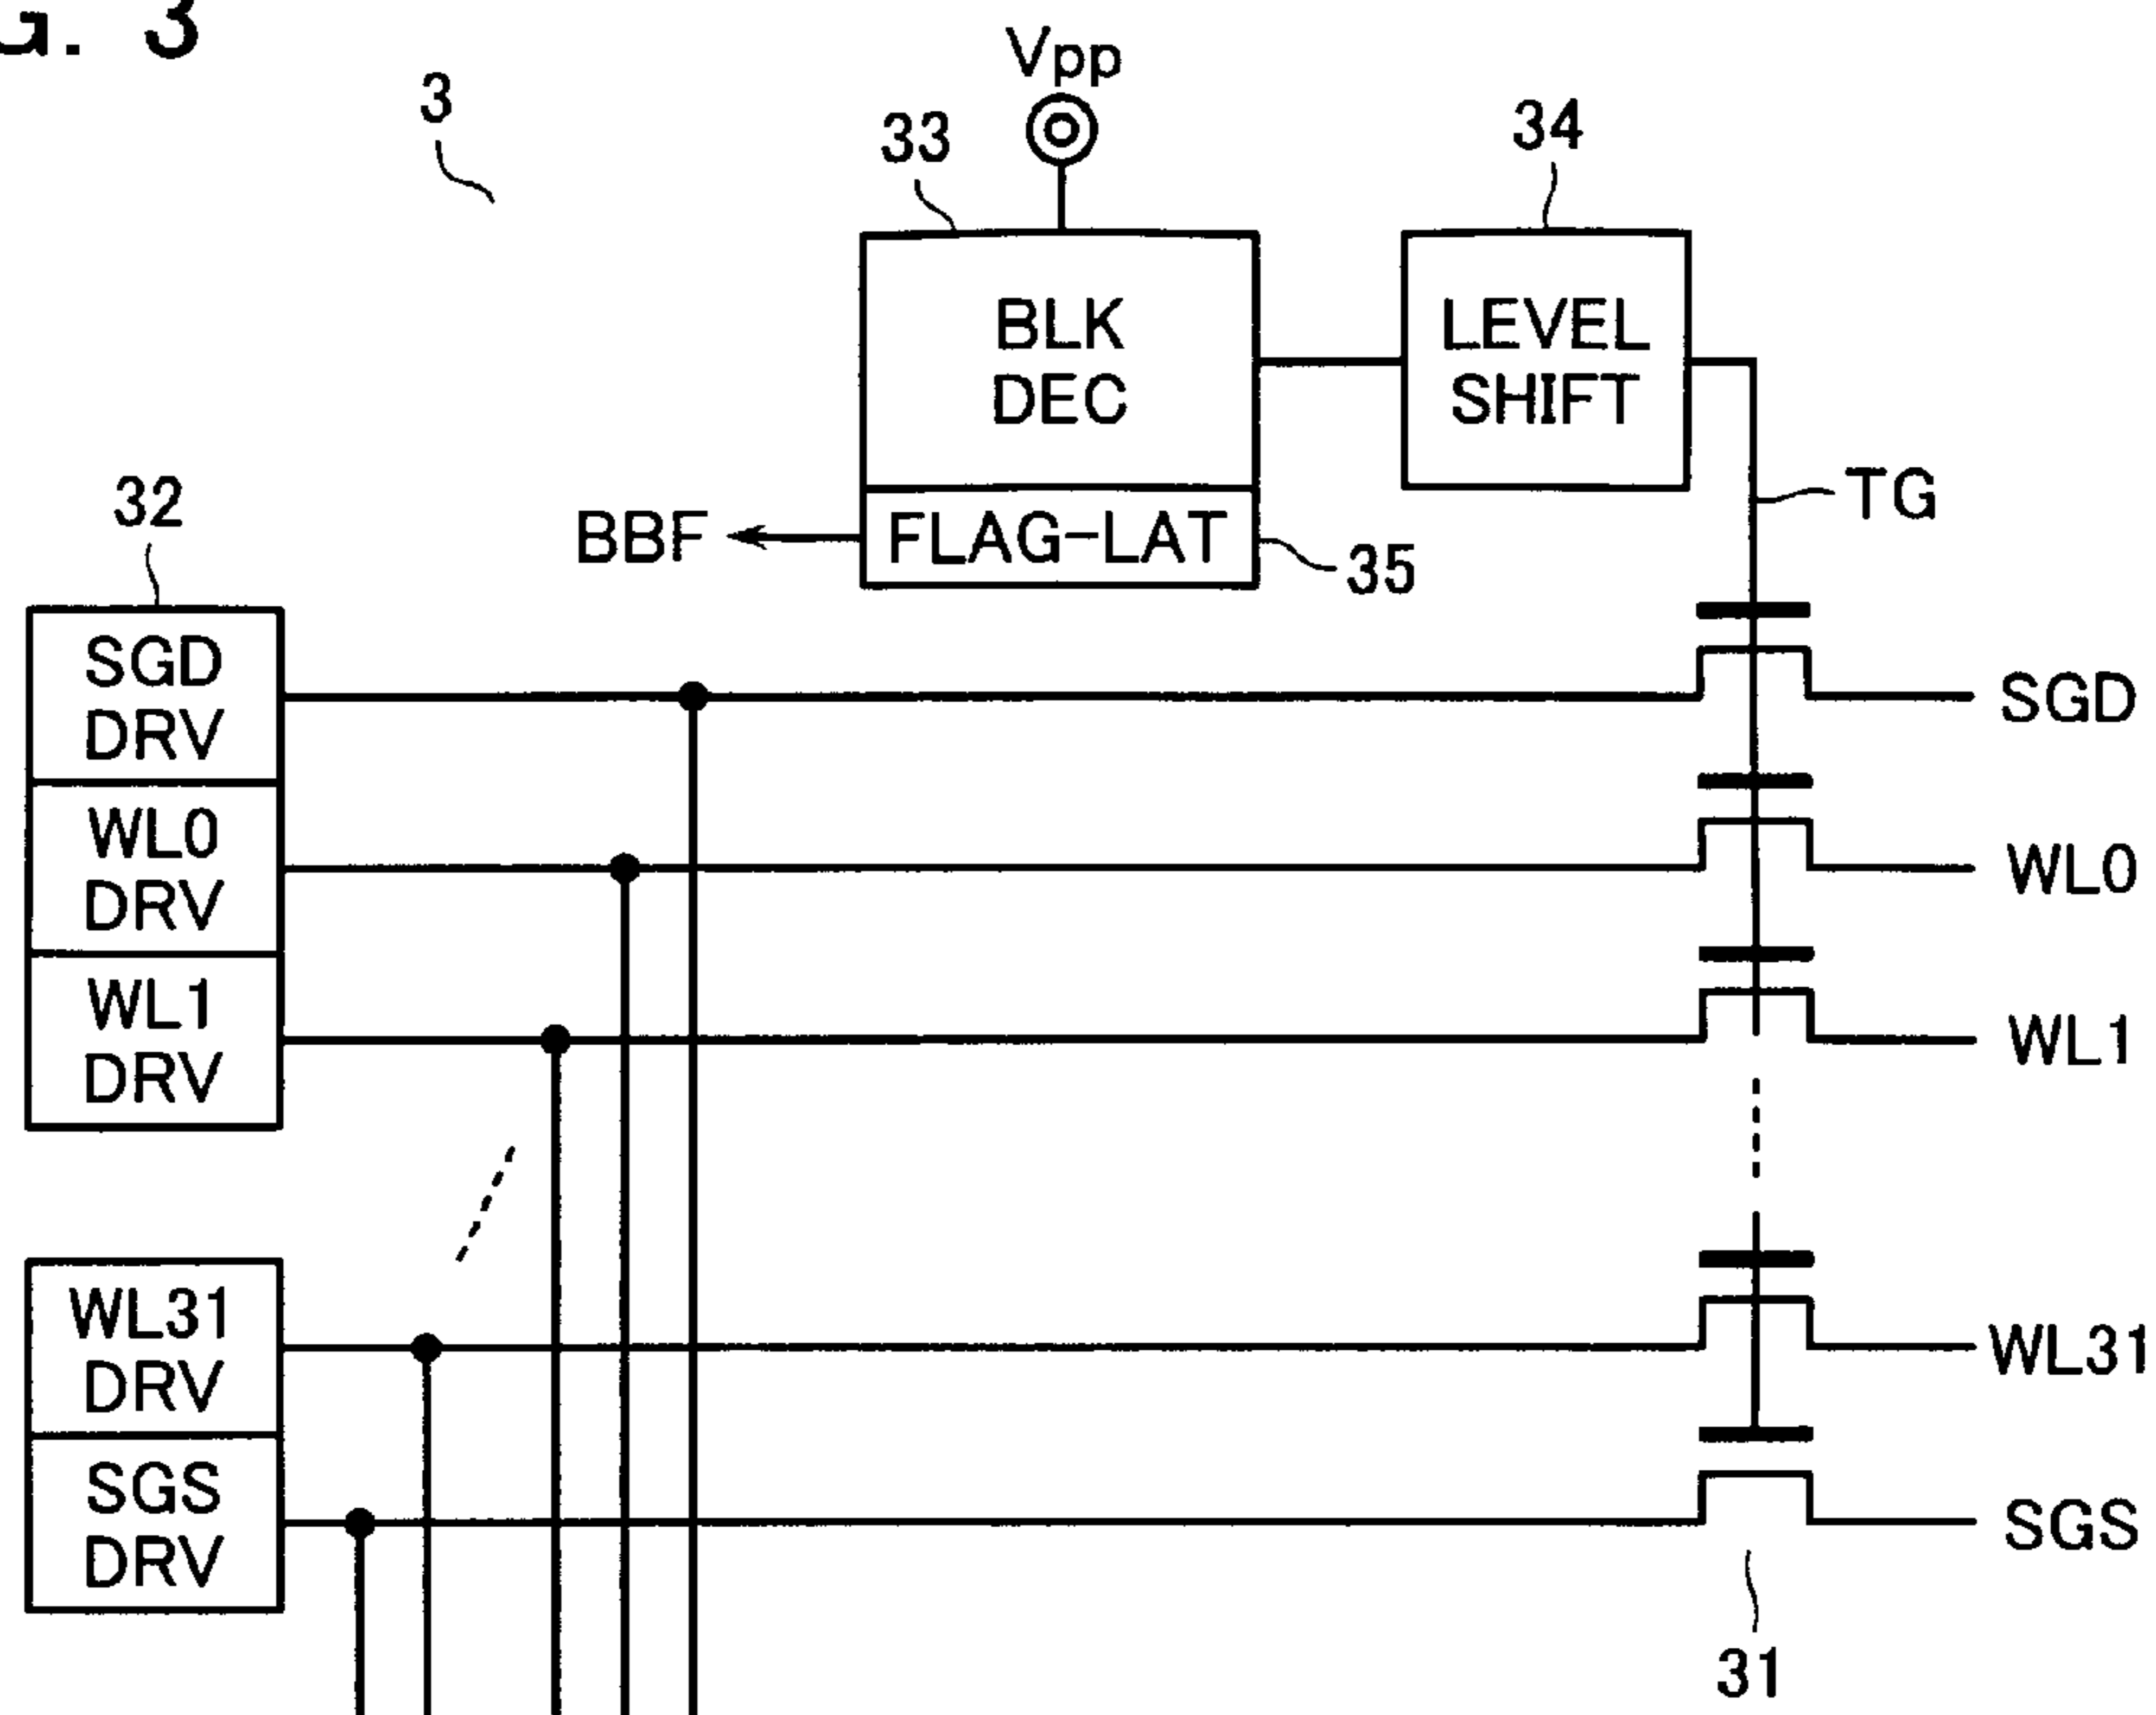 G. 3
3
Vpp
33
34
BLK
DEC
LEVEL
SHIFT
TG
BBF
FLAG-LAT
35
32
SGD
DRV
SGD
WL0
DRV
WL0
WL1
DRV
WL1
WL31
DRV
WL31
SGS
DRV
SGS
31